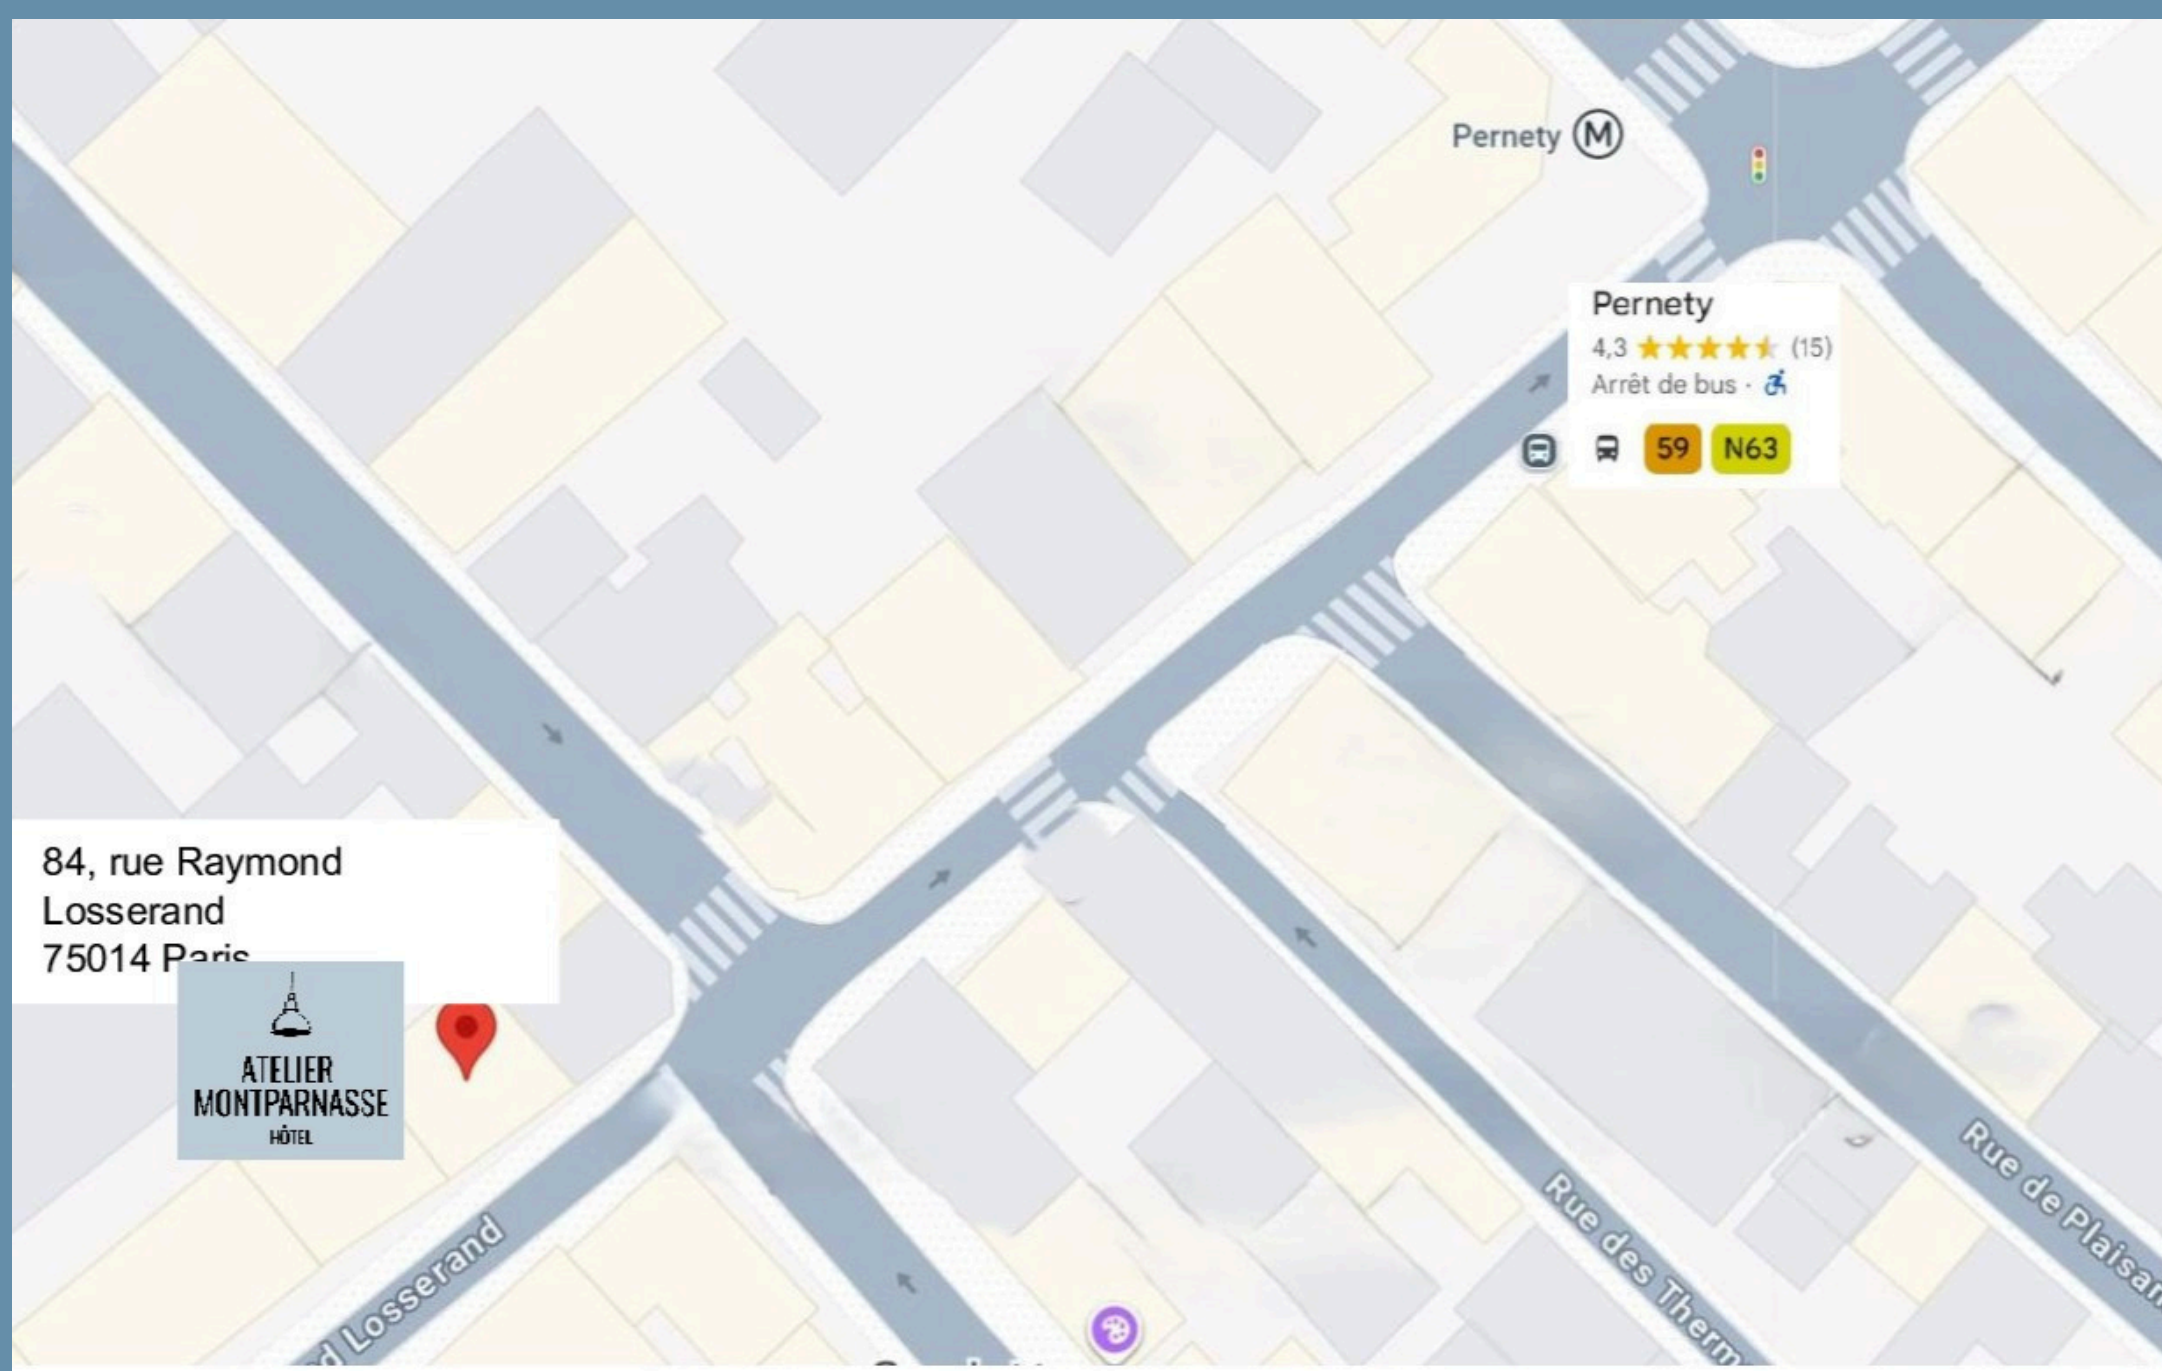 Pernety M
Pernety
4,3 (15)
Arrêt de bus ·
59 N63
84, rue Raymond
Losserand
75014 Paris
ATELIER
MONTPARNASSE
HÔTEL
Rue de Plaisan
Rue des Therm
d Losserand